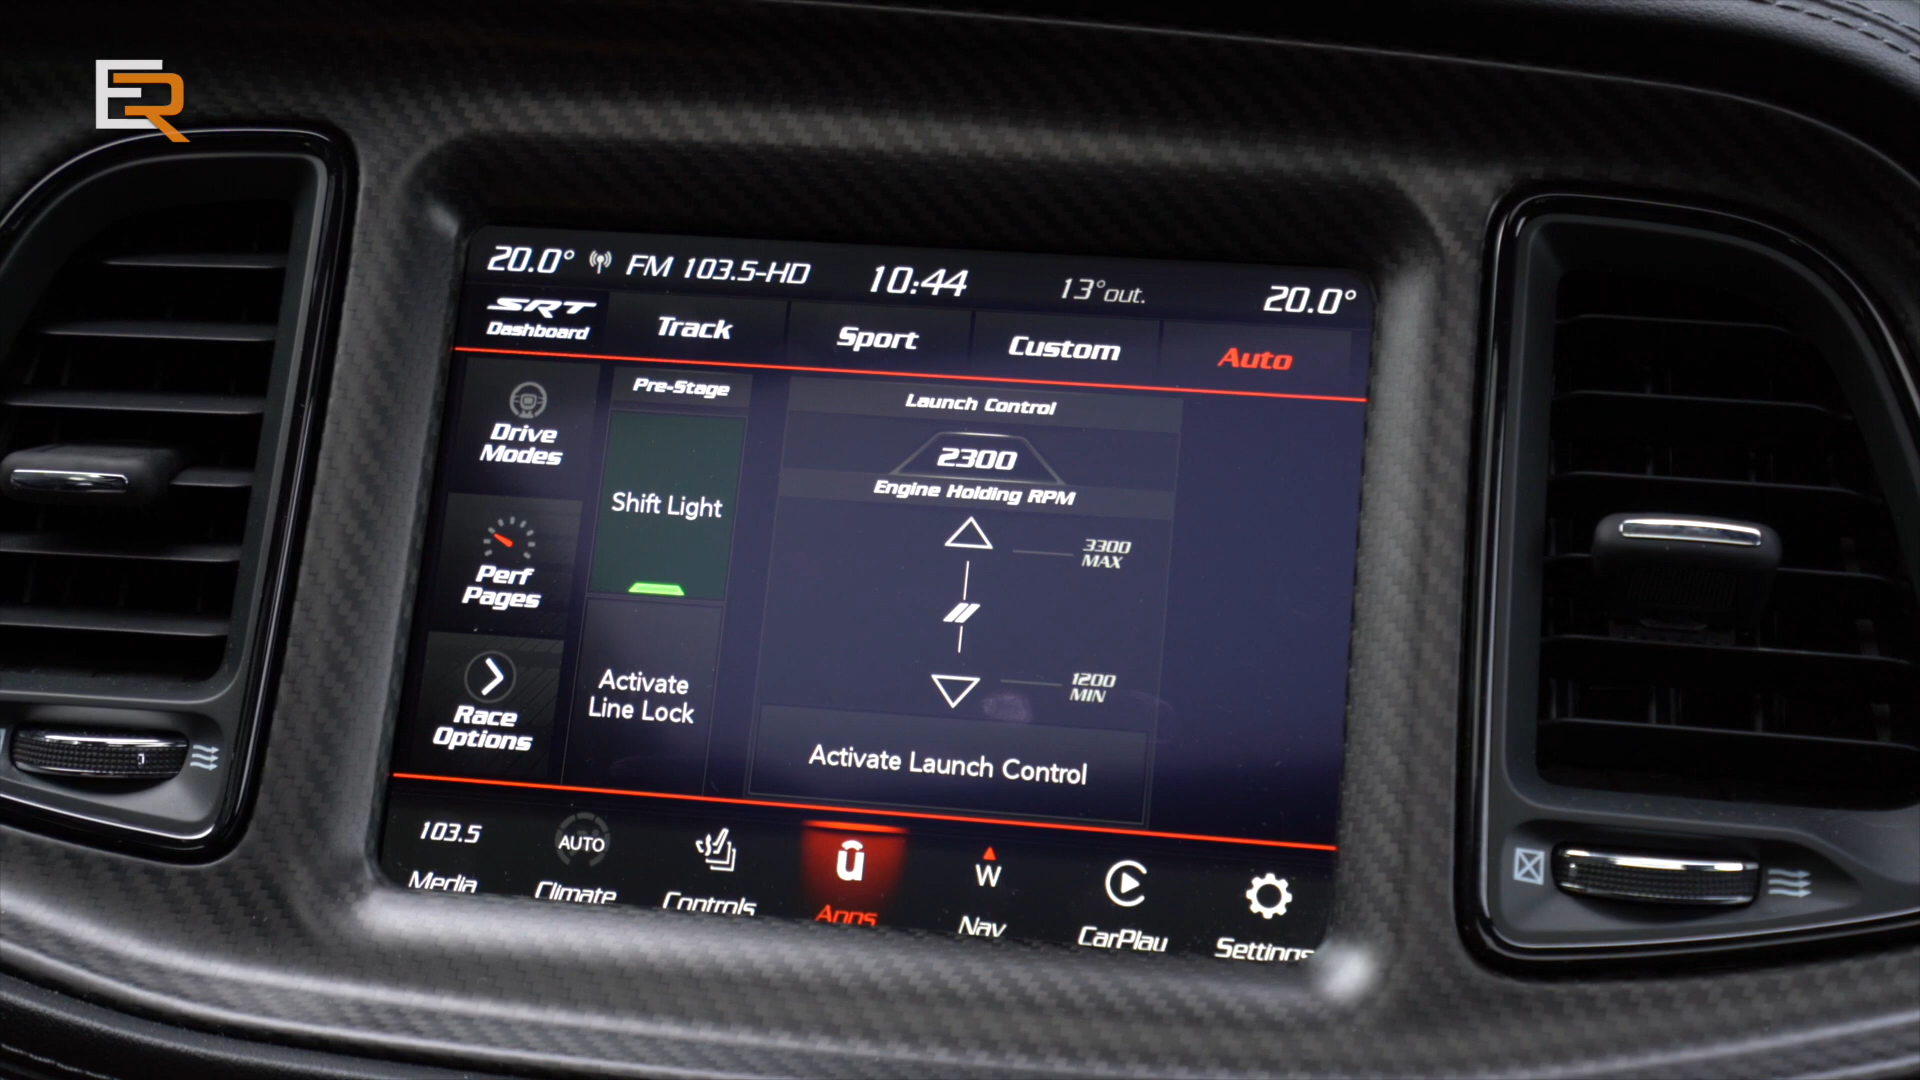 ER
20.0° FM 103.5-HD 10:44 13°out. 20.0°
SRT
Dashboard
Track
Sport
Custom
Auto
Drive
Modes
Perf
Pages
Race
Options
Pre-Stage
Shift Light
Activate
Line Lock
Launch Control
2300
Engine Holding RPM
3300
MAX
1200
MIN
Activate Launch Control
103.5
Media
AUTO
Climate
Controls
û
Apps
W
Nav
CarPlay
Settings